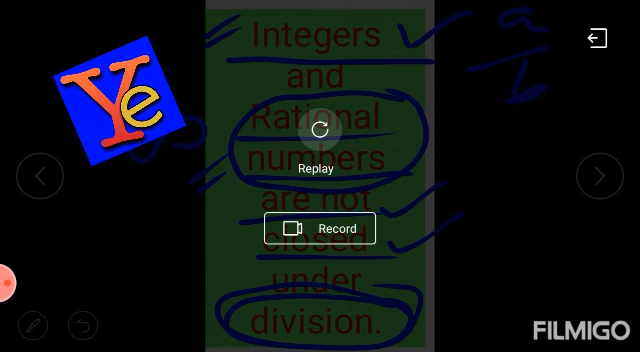 Integers
and
Rational
numbers
are not
closed
under
division.
Ye
Replay
Record
a
b
FILMIGO